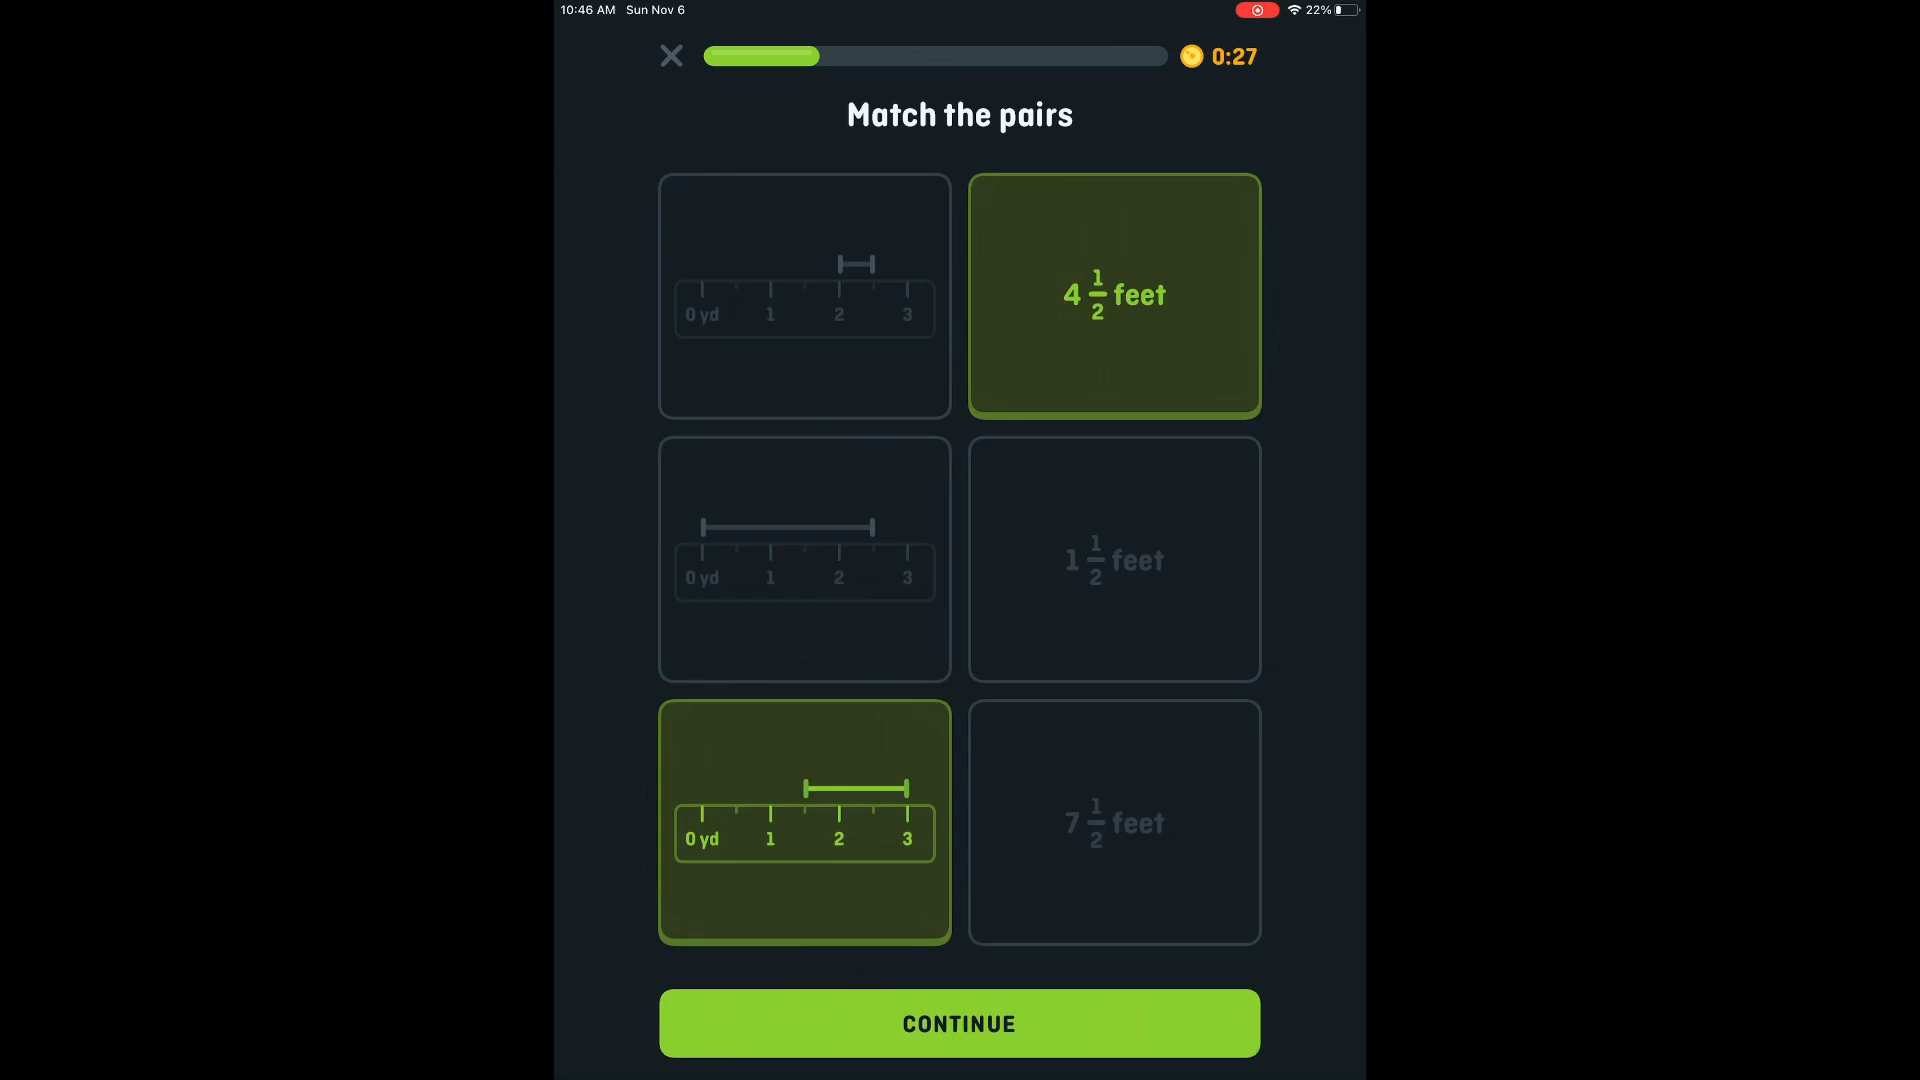 10:46 AM Sun Nov 6
22%
0:27
Match the pairs
0 yd 1 2 3
4 1/2 feet
0 yd 1 2 3
1 1/2 feet
0 yd 1 2 3
7 1/2 feet
CONTINUE